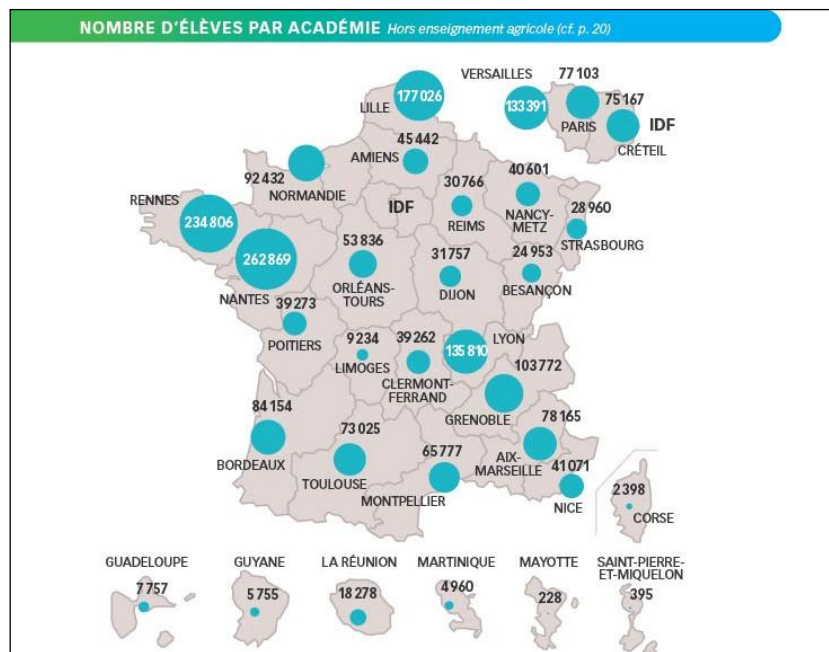 NOMBRE D'ÉLÈVES PAR ACADÉMIE Hors enseignement agricole (cf. p. 20)
VERSAILLES
133 391
77 103
PARIS
75 167
CRÉTEIL
IDF
177 026
LILLE
45 442
AMIENS
92 432
NORMANDIE
IDF
30 766
REIMS
40 601
NANCY-
METZ
28 960
STRASBOURG
RENNES
234 806
262 869
NANTES
53 836
ORLÉANS-
TOURS
31 757
DIJON
24 953
BESANÇON
39 273
POITIERS
9 234
LIMOGES
39 262
CLERMONT-
FERRAND
135 810
LYON
103 772
GRENOBLE
84 154
BORDEAUX
73 025
TOULOUSE
65 777
MONTPELLIER
78 165
AIX-
MARSEILLE
41 071
NICE
2 398
CORSE
GUADELOUPE
7 757
GUYANE
5 755
LA RÉUNION
18 278
MARTINIQUE
4 960
MAYOTTE
228
SAINT-PIERRE-
ET-MIQUELON
395